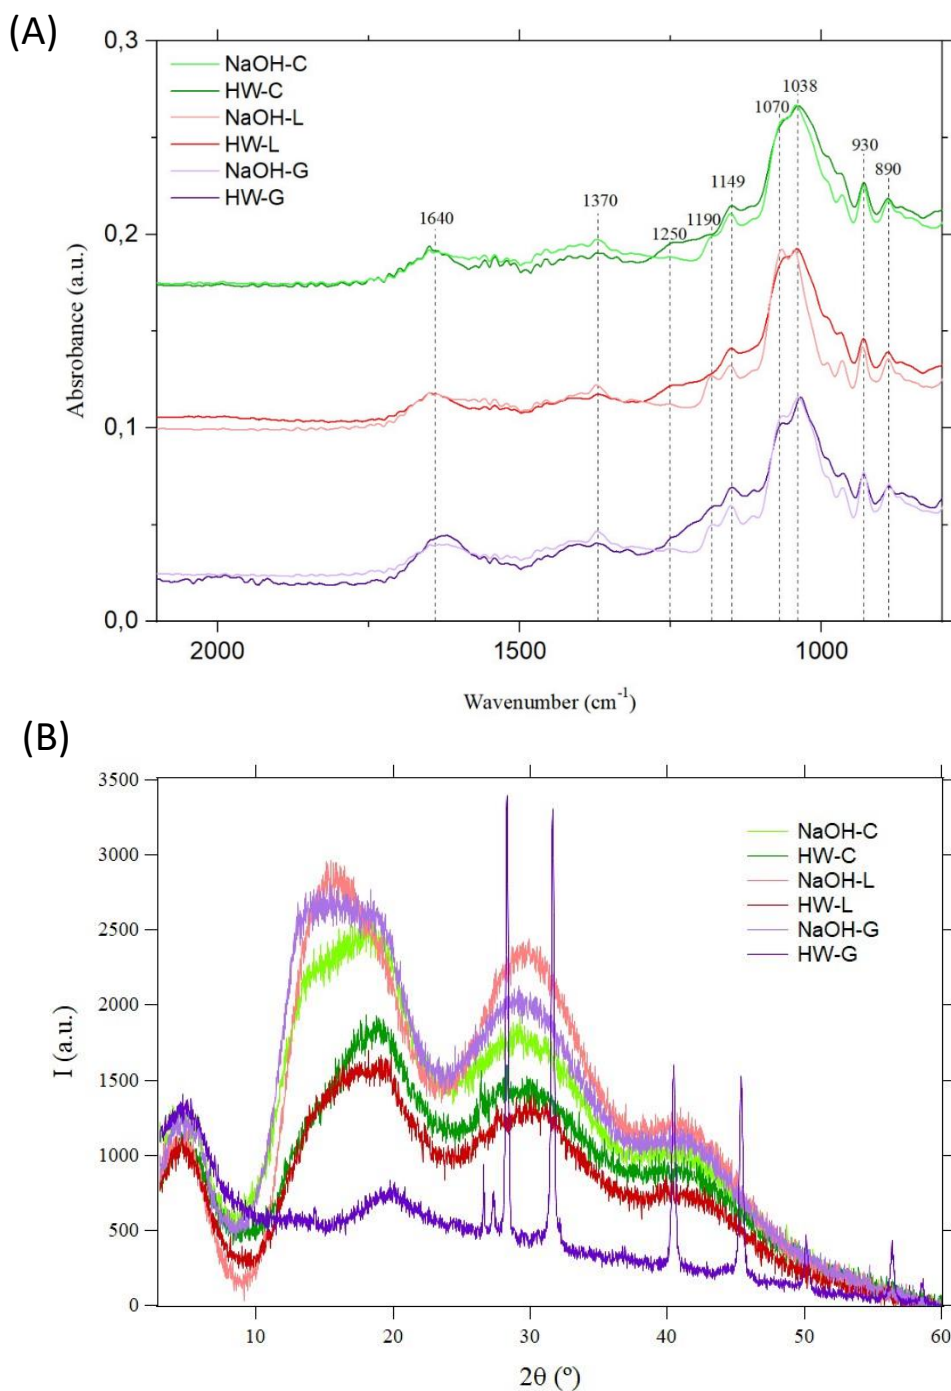 (A)
0,3
NaOH-C
HW-C
NaOH-L
HW-L
NaOH-G
HW-G
1038
1070
930
890
1149
1370
1640
1190
1250
0,2
0,1
0,0
Absrobance (a.u.)
2000 1500 1000
Wavenumber (cm-1)
(B)
3500
3000
2500
2000
1500
1000
500
0
I (a.u.)
NaOH-C
HW-C
NaOH-L
HW-L
NaOH-G
HW-G
10 20 30 40 50 60
2θ (º)